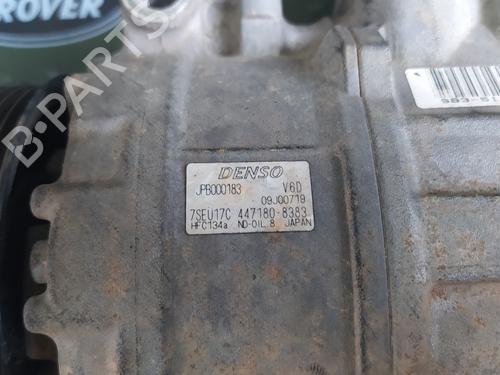 ROVER
B-PARTS
DENSO
JPB000183 V6D
09J00719
7SEU17C 447180-8383
HFC134a ND-OIL 8 JAPAN